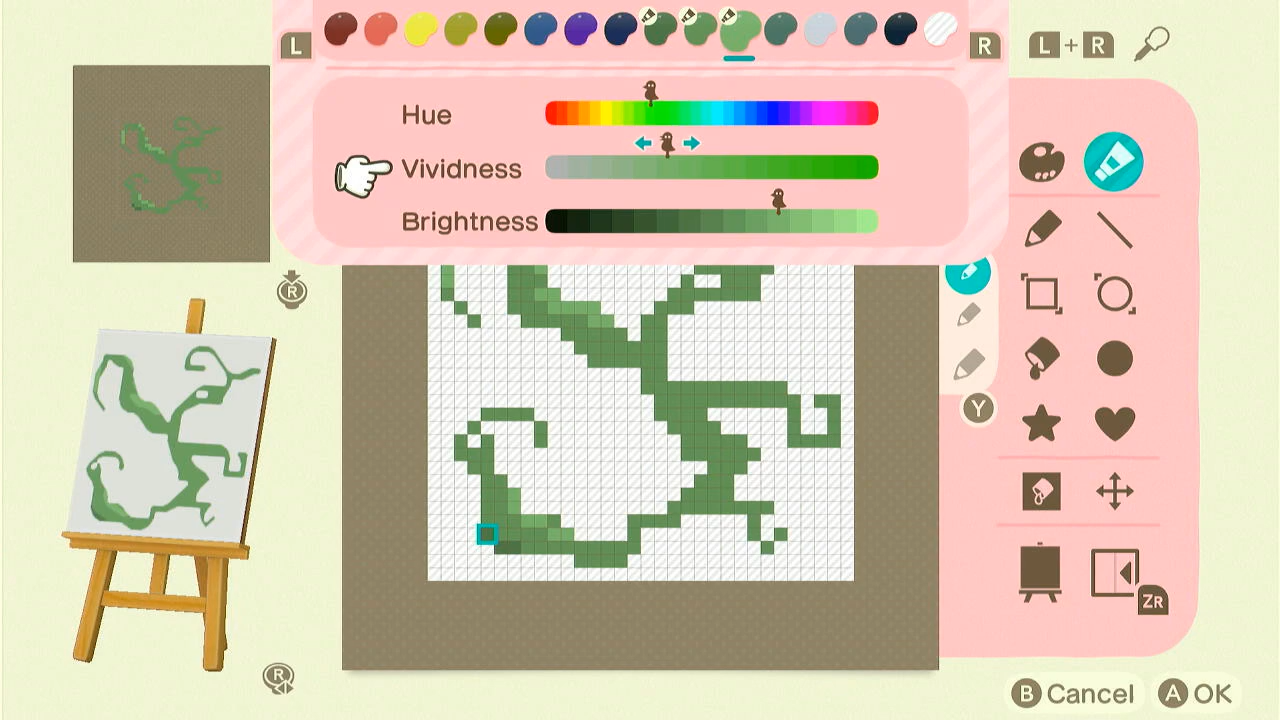 L
R
L + R
Hue
Vividness
Brightness
R
Y
ZR
R
B Cancel
A OK